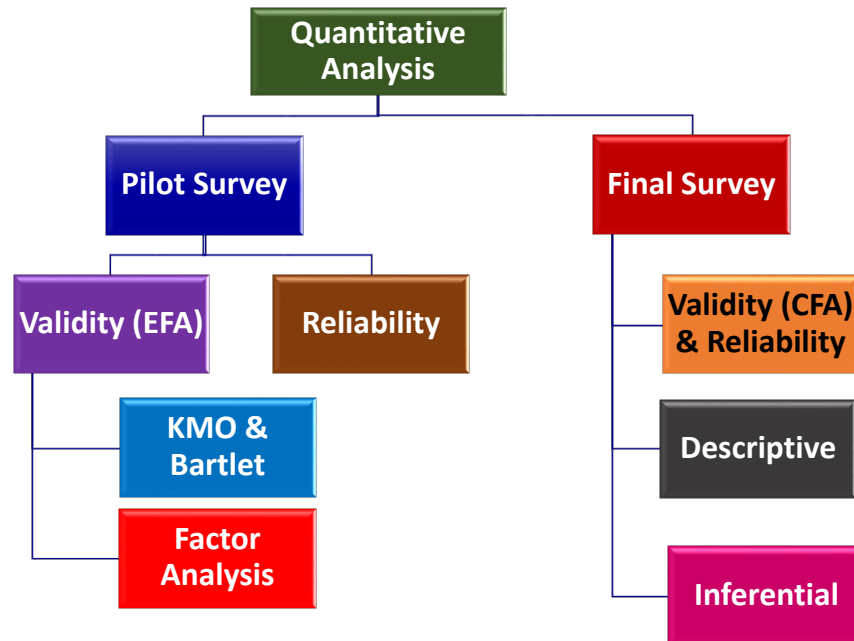 Quantitative
Analysis
Pilot Survey
Final Survey
Validity (EFA)
Reliability
Validity (CFA)
& Reliability
KMO &
Bartlet
Descriptive
Factor
Analysis
Inferential